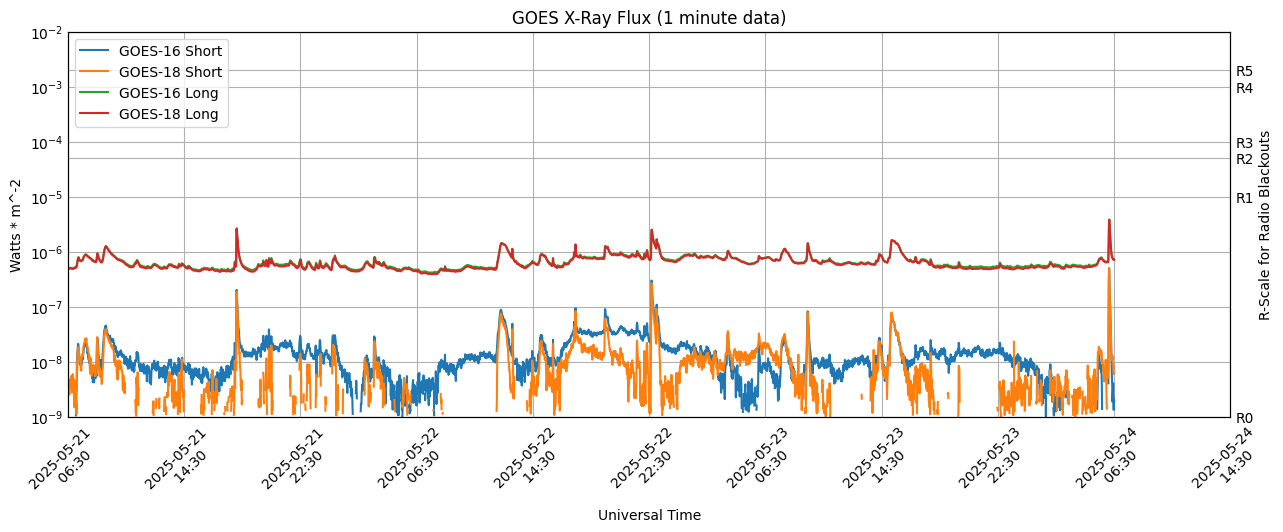 GOES X-Ray Flux (1 minute data)
GOES-16 Short
GOES-18 Short
GOES-16 Long
GOES-18 Long
10^-2
10^-3
10^-4
10^-5
10^-6
10^-7
10^-8
10^-9
Watts * m^-2
R5
R4
R3
R2
R1
R0
R-Scale for Radio Blackouts
2025-05-21
06:30
2025-05-21
14:30
2025-05-21
22:30
2025-05-22
06:30
2025-05-22
14:30
2025-05-22
22:30
2025-05-23
06:30
2025-05-23
14:30
2025-05-23
22:30
2025-05-24
06:30
2025-05-24
14:30
Universal Time